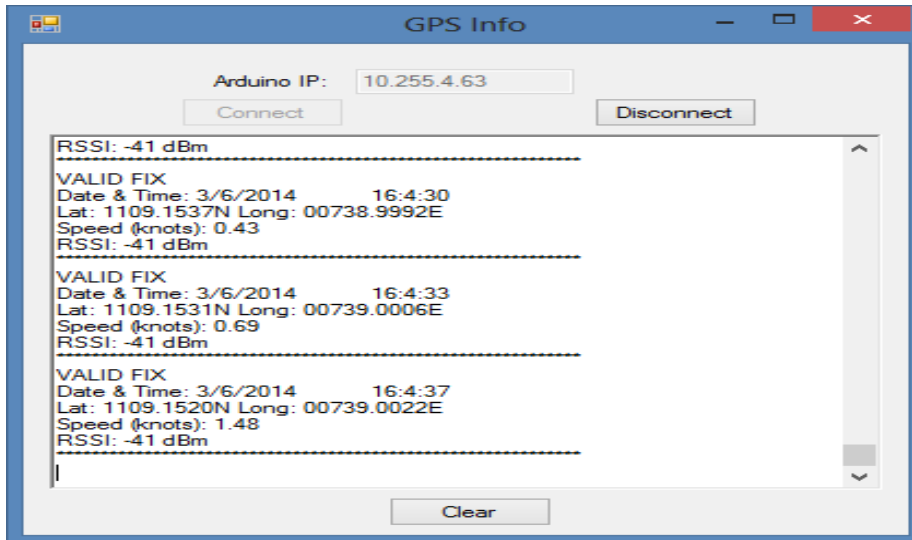 GPS Info
Arduino IP: 10.255.4.63
Connect Disconnect
RSSI: -41 dBm
VALID FIX
Date & Time: 3/6/2014 16:4:30
Lat: 1109.1537N Long: 00738.9992E
Speed (knots): 0.43
RSSI: -41 dBm
VALID FIX
Date & Time: 3/6/2014 16:4:33
Lat: 1109.1531N Long: 00739.0006E
Speed (knots): 0.69
RSSI: -41 dBm
VALID FIX
Date & Time: 3/6/2014 16:4:37
Lat: 1109.1520N Long: 00739.0022E
Speed (knots): 1.48
RSSI: -41 dBm
Clear